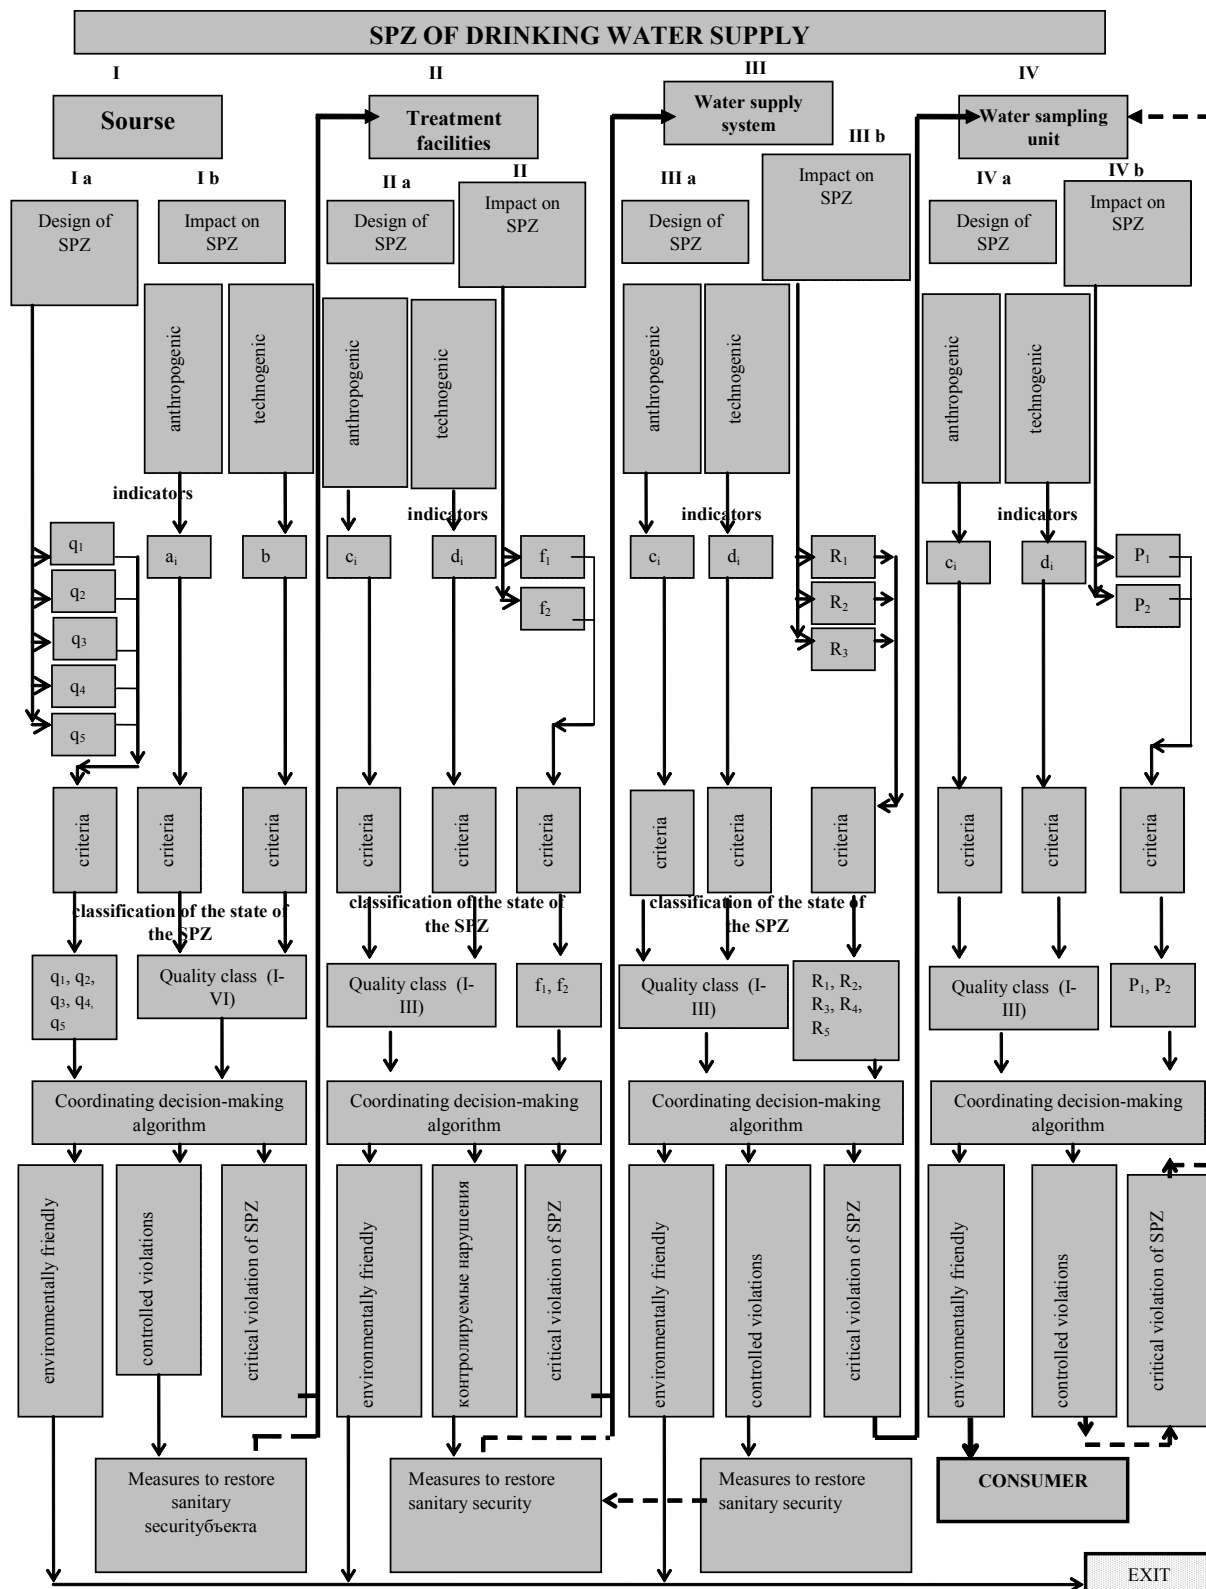 SPZ OF DRINKING WATER SUPPLY
I
II
III
IV
Sourse
Treatment
facilities
Water supply
system
Water sampling
unit
I a
I b
II a
II
III a
III b
IV a
IV b
Design of
SPZ
Impact on
SPZ
Design of
SPZ
Impact on
SPZ
Design of
SPZ
Impact on
SPZ
Design of
SPZ
Impact on
SPZ
anthropogenic
technogenic
anthropogenic
technogenic
anthropogenic
technogenic
anthropogenic
technogenic
indicators
indicators
indicators
indicators
q1
q2
q3
q4
q5
ai
b
ci
di
f1
f2
ci
di
R1
R2
R3
ci
di
P1
P2
criteria
criteria
criteria
criteria
criteria
criteria
criteria
criteria
criteria
criteria
criteria
criteria
classification of the state of
the SPZ
classification of the state of
the SPZ
classification of the state of
the SPZ
q1, q2,
q3, q4,
q5
Quality class (I-
VI)
Quality class (I-
III)
f1, f2
Quality class (I-
III)
R1, R2,
R3, R4,
R5
Quality class (I-
III)
P1, P2
Coordinating decision-making
algorithm
Coordinating decision-making
algorithm
Coordinating decision-making
algorithm
Coordinating decision-making
algorithm
environmentally friendly
controlled violations
critical violation of SPZ
environmentally friendly
контролируемые нарушения
critical violation of SPZ
environmentally friendly
controlled violations
critical violation of SPZ
environmentally friendly
controlled violations
critical violation of SPZ
Measures to restore
sanitary
securityбъекта
Measures to restore
sanitary security
Measures to restore
sanitary security
CONSUMER
EXIT